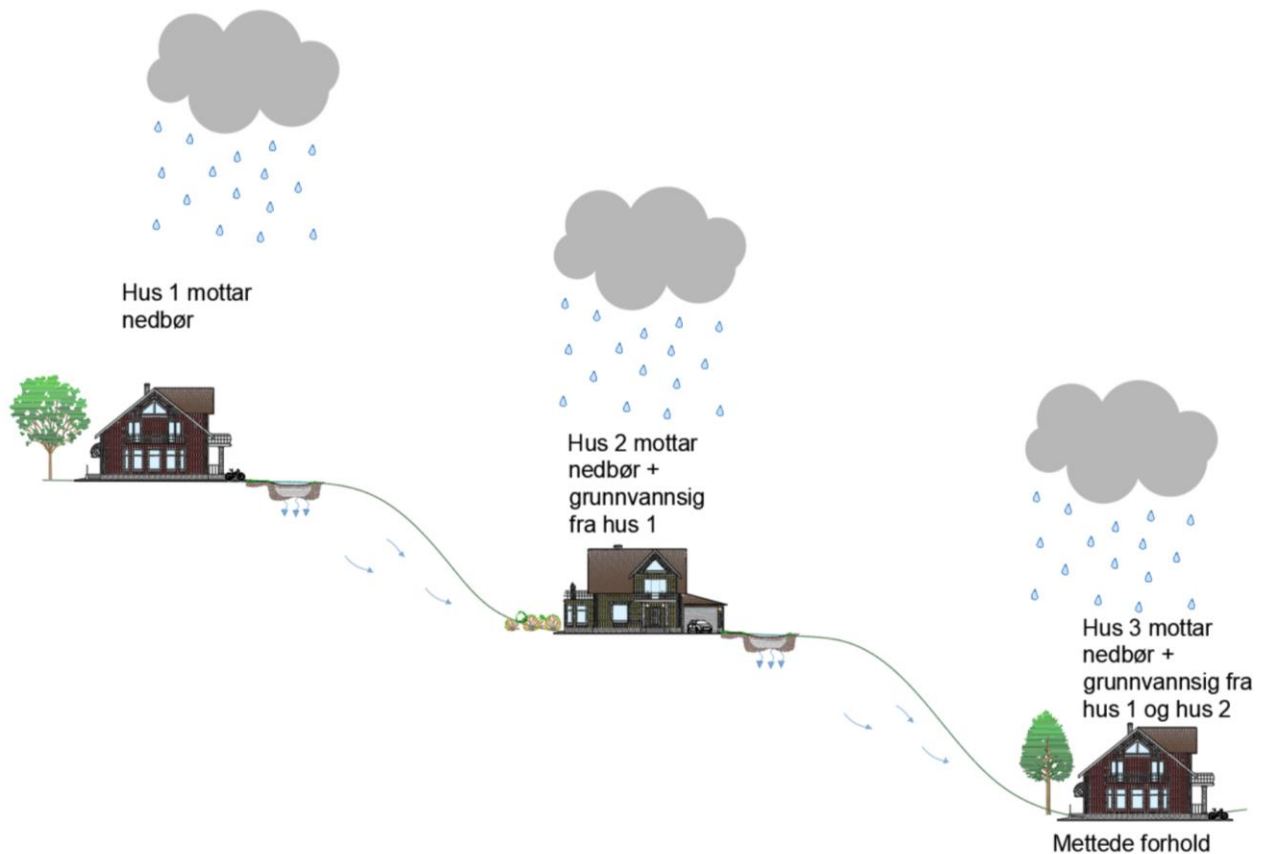 Hus 1 mottar
nedbør
Hus 2 mottar
nedbør +
grunnvannsig
fra hus 1
Hus 3 mottar
nedbør +
grunnvannsig fra
hus 1 og hus 2
Mettede forhold